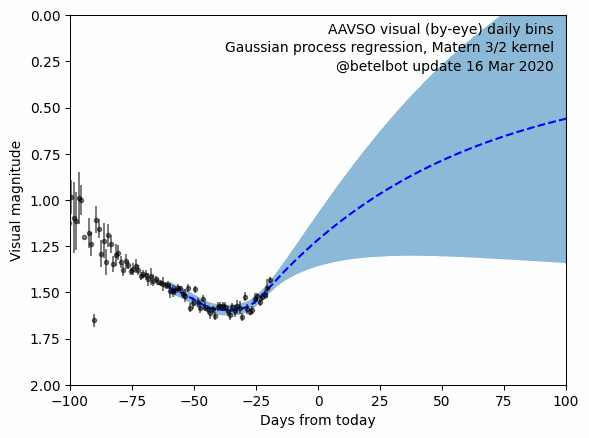 AAVSO visual (by-eye) daily bins
Gaussian process regression, Matern 3/2 kernel
@betelbot update 16 Mar 2020
Visual magnitude
0.00
0.25
0.50
0.75
1.00
1.25
1.50
1.75
2.00
−100 −75 −50 −25 0 25 50 75 100
Days from today